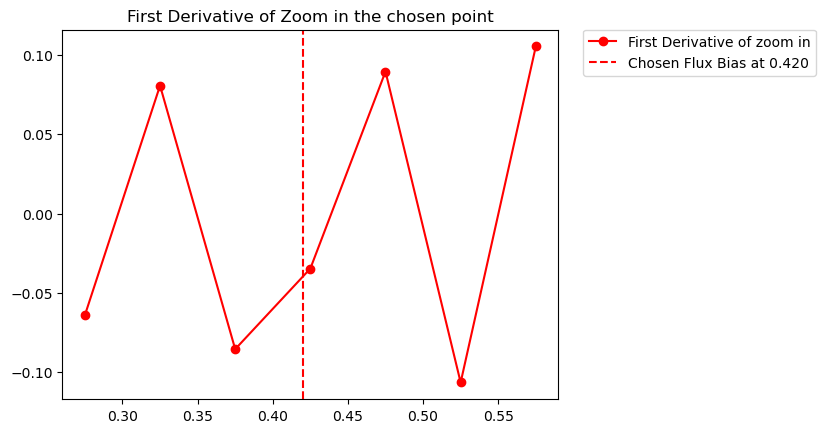 First Derivative of Zoom in the chosen point
First Derivative of zoom in
Chosen Flux Bias at 0.420
0.10
0.05
0.00
−0.05
−0.10
0.30 0.35 0.40 0.45 0.50 0.55